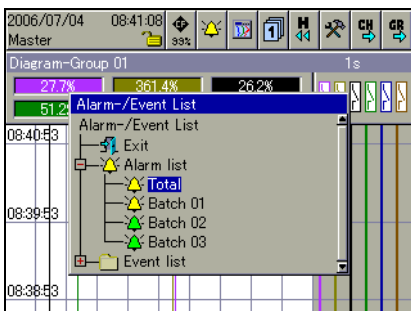 2006/07/04 08:41:08
Master
99%
1
H
CH
GR
Diagram-Group 01 1s
27.7% 361.4% 26.2%
51.2
Alarm-/Event List
Alarm-/Event List
08:40:53
Exit
Alarm list
Total
Batch 01
08:39:53
Batch 02
Batch 03
Event list
08:38:53